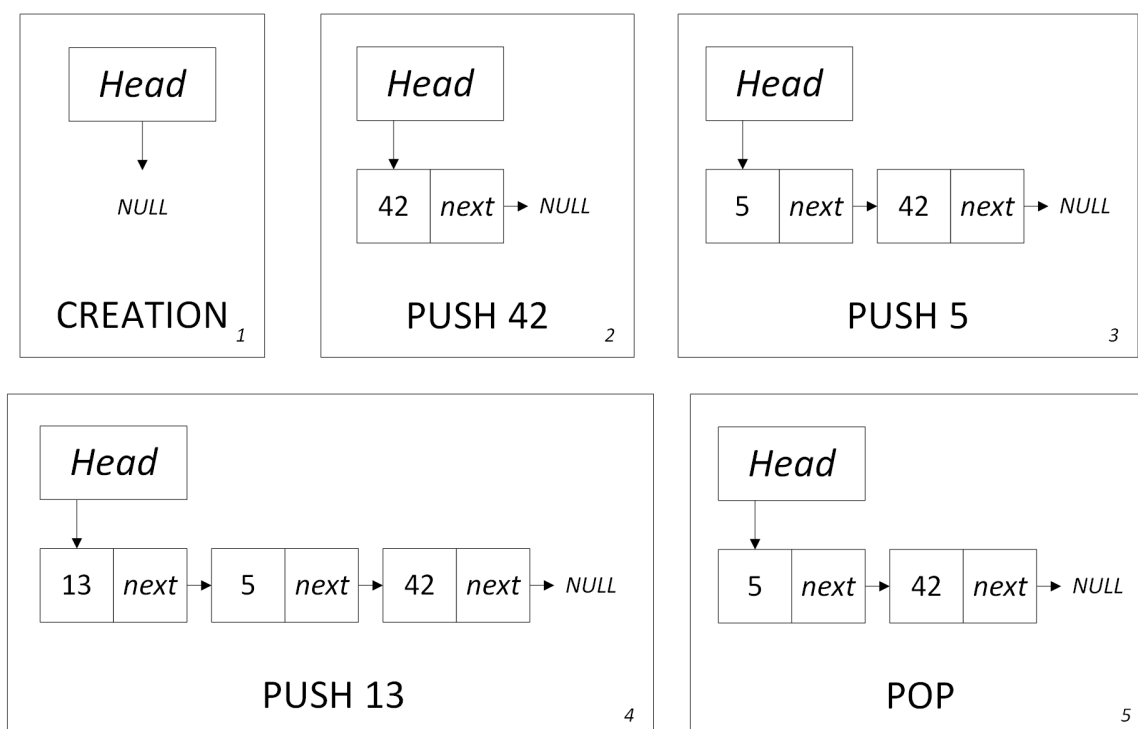 Head
NULL
CREATION
1
Head
42 next NULL
PUSH 42
2
Head
5 next 42 next NULL
PUSH 5
3
Head
13 next 5 next 42 next NULL
PUSH 13
4
Head
5 next 42 next NULL
POP
5